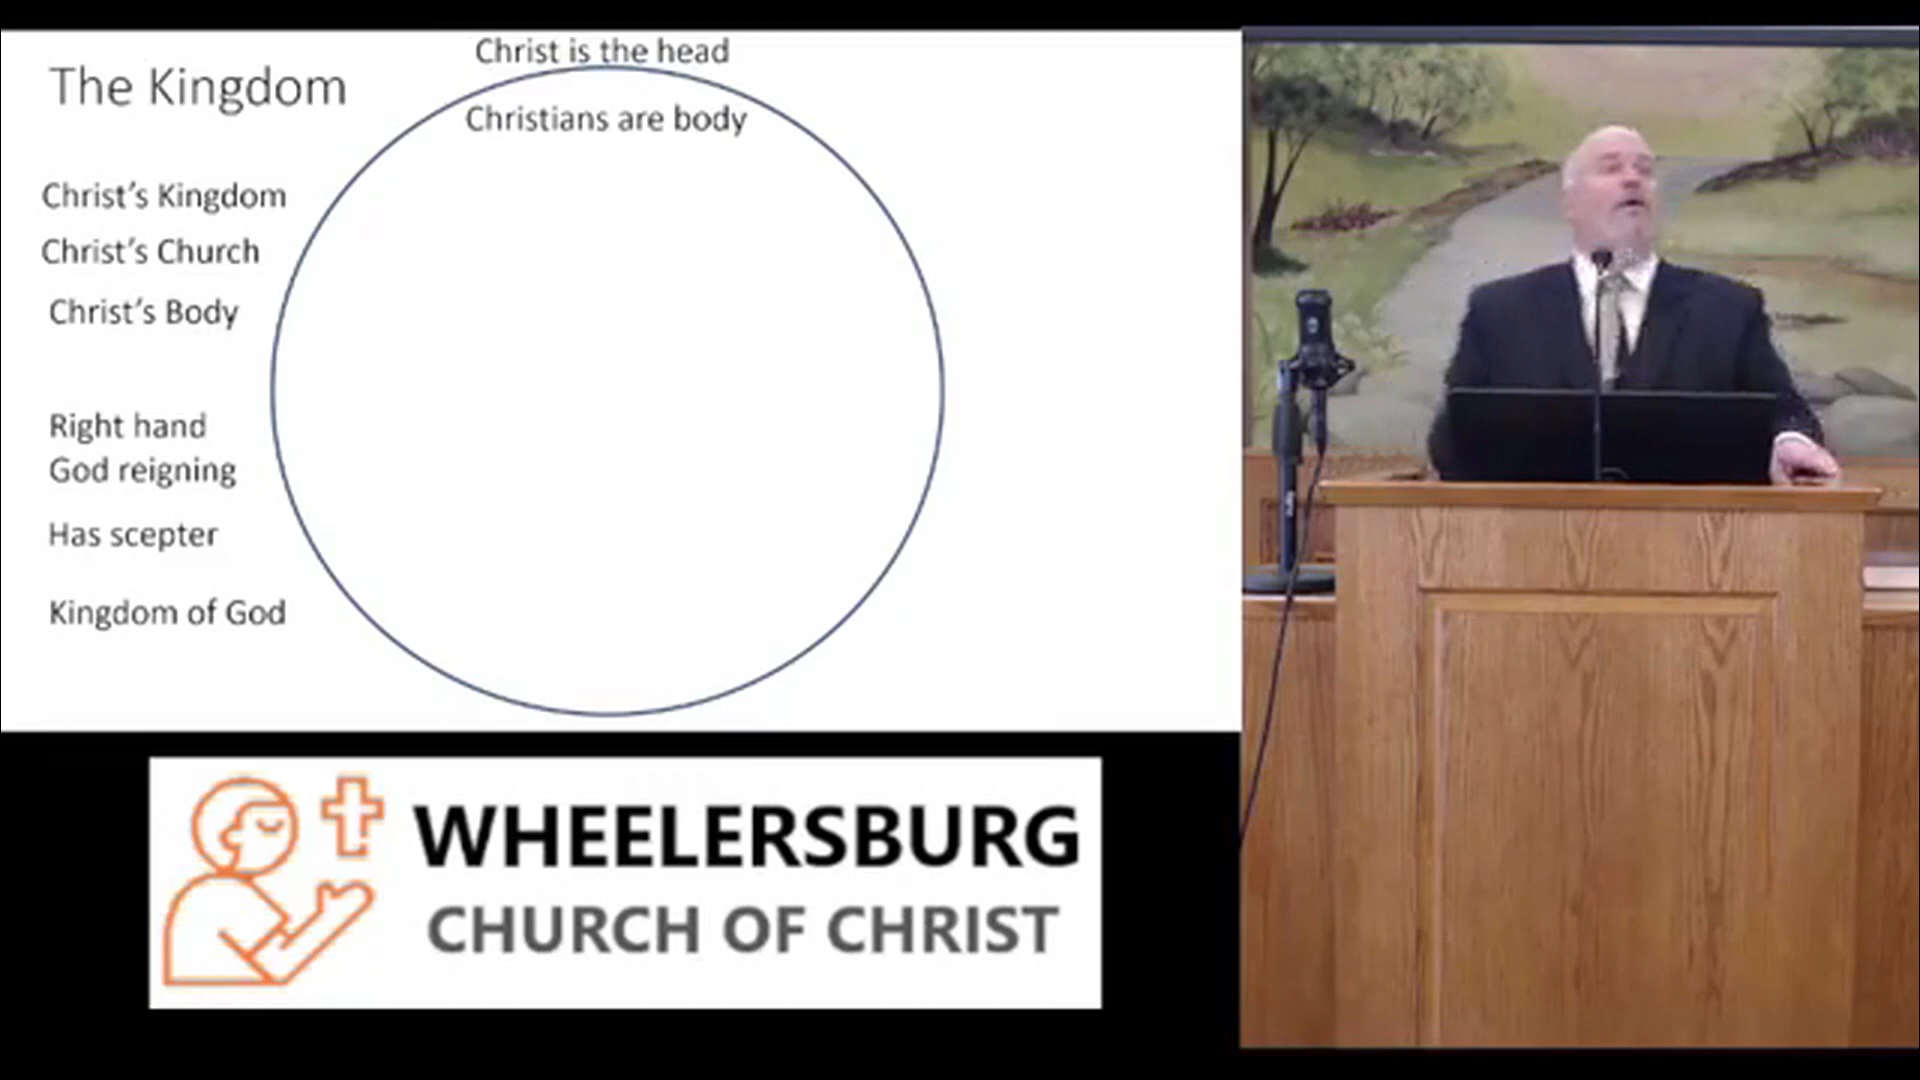 The Kingdom
Christ is the head
Christians are body
Christ's Kingdom
Christ's Church
Christ's Body
Right hand
God reigning
Has scepter
Kingdom of God
WHEELERSBURG
CHURCH OF CHRIST